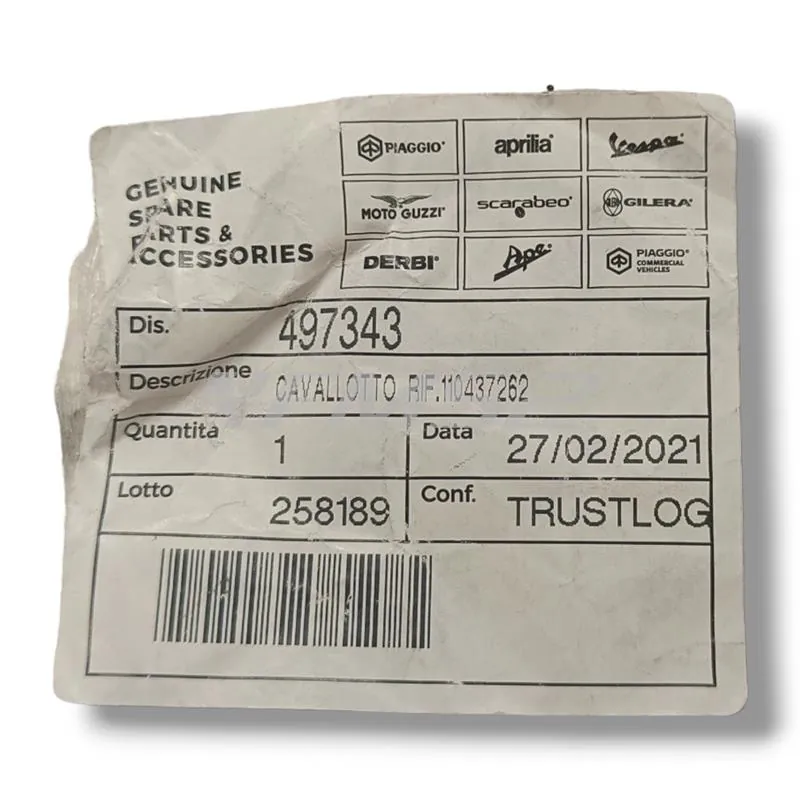 GENUINE
SPARE
PARTS &
ACCESSORIES
PIAGGIO® aprilia® Vespa®
MOTO GUZZI® scarabeo® GILERA®
DERBI® Ape® PIAGGIO® COMMERCIAL VEHICLES
Dis. 497343
Descrizione CAVALLOTTO RIF.110437262
Quantità 1 Data 27/02/2021
Lotto 258189 Conf. TRUSTLOG